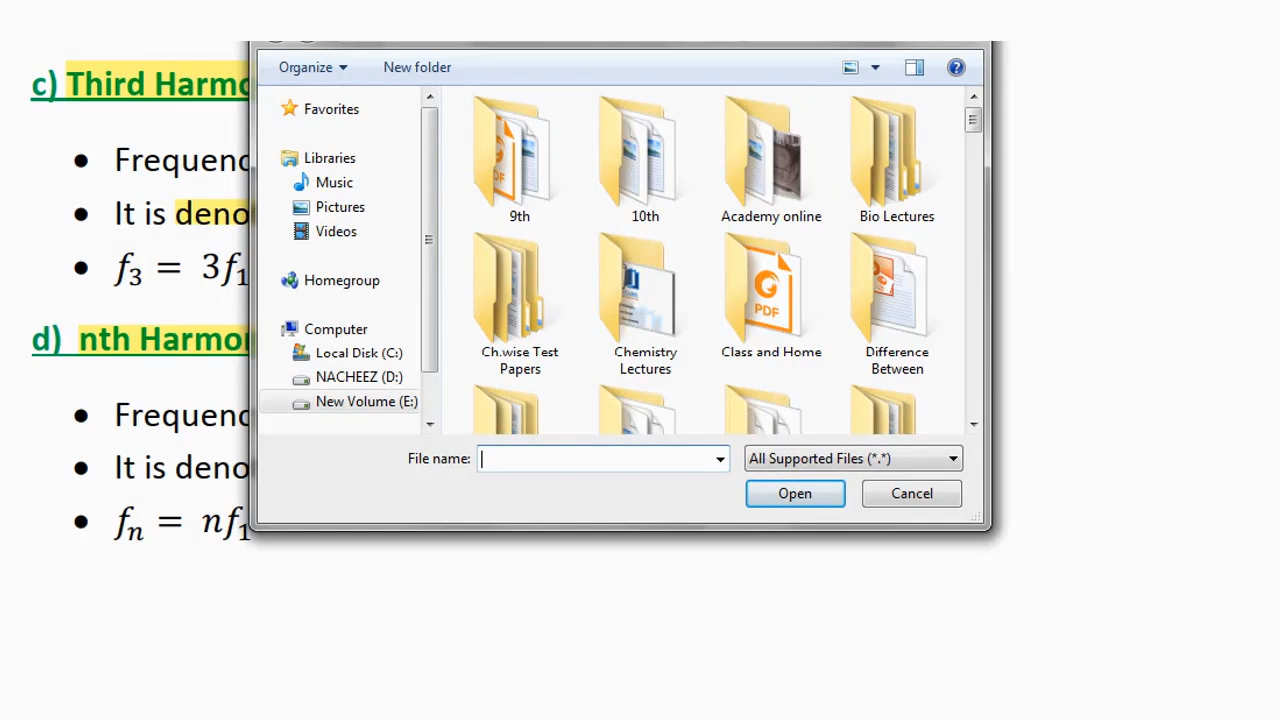 c) Third Harmo
Frequenc
It is deno
f₃ = 3f₁
d) nth Harmor
Frequenc
It is deno
fₙ = nf₁
Organize
New folder
Favorites
Libraries
Music
Pictures
Videos
Homegroup
Computer
Local Disk (C:)
NACHEEZ (D:)
New Volume (E:)
9th
10th
Academy online
Bio Lectures
Ch.wise Test
Papers
Chemistry
Lectures
Class and Home
Difference
Between
PDF
PDF
File name:
All Supported Files (*.*)
Open
Cancel